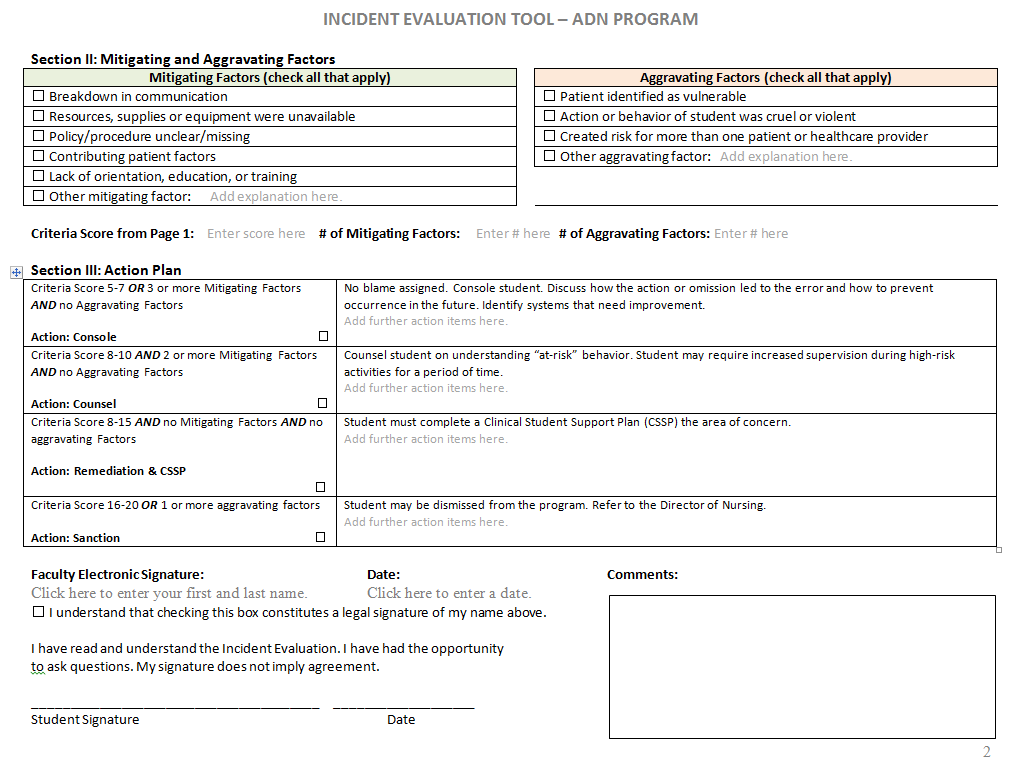 INCIDENT EVALUATION TOOL – ADN PROGRAM
Section II: Mitigating and Aggravating Factors
Mitigating Factors (check all that apply)
☐ Breakdown in communication
☐ Resources, supplies or equipment were unavailable
☐ Policy/procedure unclear/missing
☐ Contributing patient factors
☐ Lack of orientation, education, or training
☐ Other mitigating factor: Add explanation here.
Aggravating Factors (check all that apply)
☐ Patient identified as vulnerable
☐ Action or behavior of student was cruel or violent
☐ Created risk for more than one patient or healthcare provider
☐ Other aggravating factor: Add explanation here.
Criteria Score from Page 1: Enter score here # of Mitigating Factors: Enter # here # of Aggravating Factors: Enter # here
Section III: Action Plan
Criteria Score 5-7 OR 3 or more Mitigating Factors
AND no Aggravating Factors
Action: Console ☐
No blame assigned. Console student. Discuss how the action or omission led to the error and how to prevent
occurrence in the future. Identify systems that need improvement.
Add further action items here.
Criteria Score 8-10 AND 2 or more Mitigating Factors
AND no Aggravating Factors
Action: Counsel ☐
Counsel student on understanding “at-risk” behavior. Student may require increased supervision during high-risk
activities for a period of time.
Add further action items here.
Criteria Score 8-15 AND no Mitigating Factors AND no
aggravating Factors
Action: Remediation & CSSP
☐
Student must complete a Clinical Student Support Plan (CSSP) the area of concern.
Add further action items here.
Criteria Score 16-20 OR 1 or more aggravating factors
Action: Sanction ☐
Student may be dismissed from the program. Refer to the Director of Nursing.
Add further action items here.
Faculty Electronic Signature: Date:
Click here to enter your first and last name. Click here to enter a date.
☐ I understand that checking this box constitutes a legal signature of my name above.
I have read and understand the Incident Evaluation. I have had the opportunity
to ask questions. My signature does not imply agreement.
Student Signature Date
Comments:
2